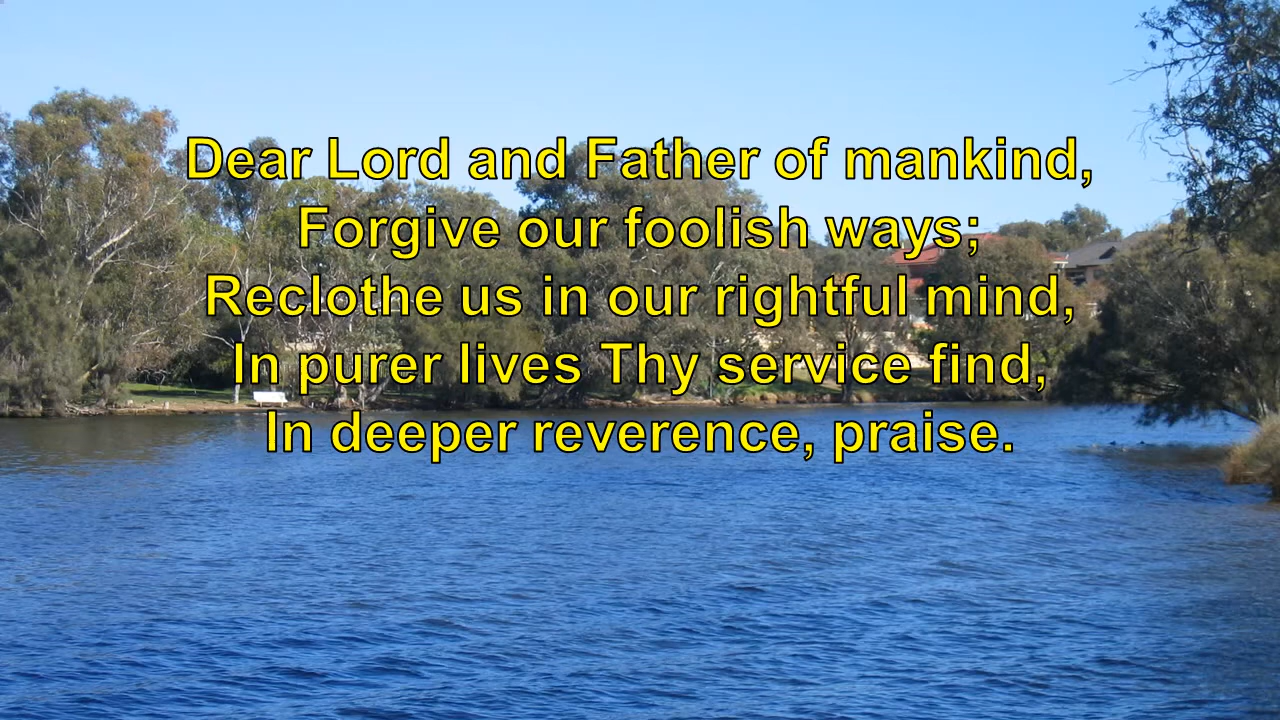 Dear Lord and Father of mankind,
Forgive our foolish ways;
Reclothe us in our rightful mind,
In purer lives Thy service find,
In deeper reverence, praise.